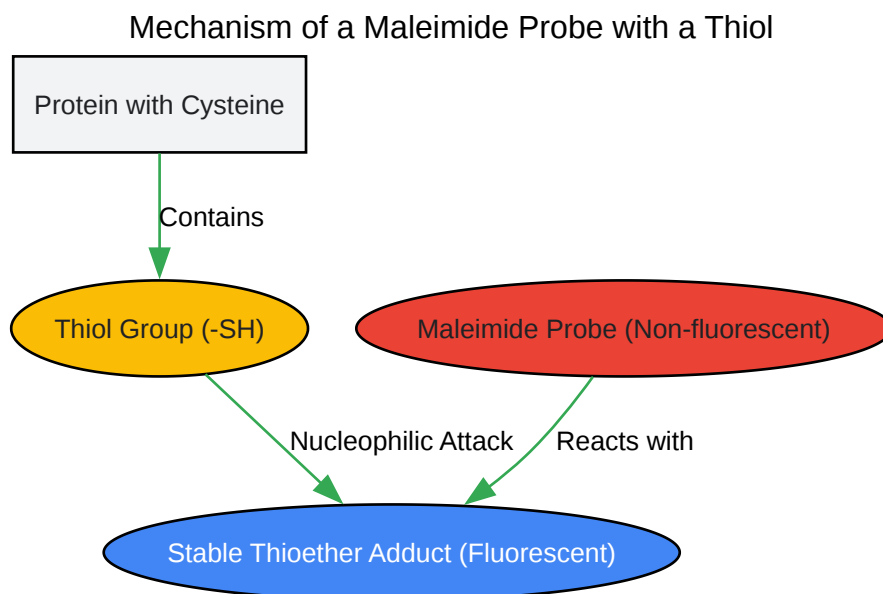 Mechanism of a Maleimide Probe with a Thiol
Protein with Cysteine
Contains
Thiol Group (-SH)
Maleimide Probe (Non-fluorescent)
Nucleophilic Attack
Reacts with
Stable Thioether Adduct (Fluorescent)